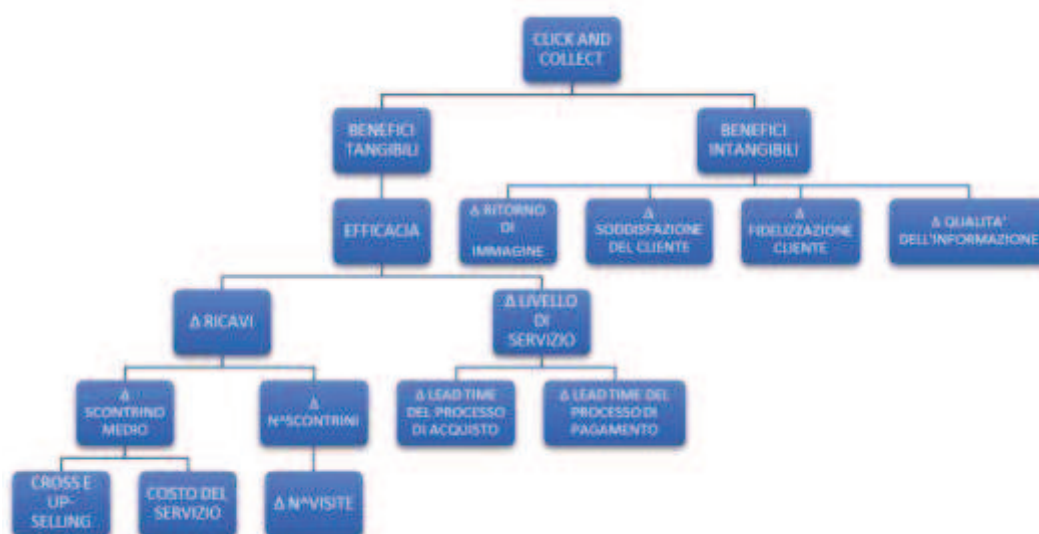 CLICK AND
COLLECT
BENEFICI
TANGIBILI
BENEFICI
INTANGIBILI
EFFICACIA
Δ RITORNO
DI
IMMAGINE
Δ
SODDISFAZIONE
DEL CLIENTE
Δ
FIDELIZZAZIONE
CLIENTE
Δ QUALITA'
DELL'INFORMAZIONE
Δ RICAVI
Δ LIVELLO
DI
SERVIZIO
Δ
SCONTRINO
MEDIO
Δ
N^SCONTRINI
Δ LEAD TIME
DEL PROCESSO
DI ACQUISTO
Δ LEAD TIME DEL
PROCESSO DI
PAGAMENTO
CROSS E
UP-
SELLING
COSTO DEL
SERVIZIO
Δ N^VISITE